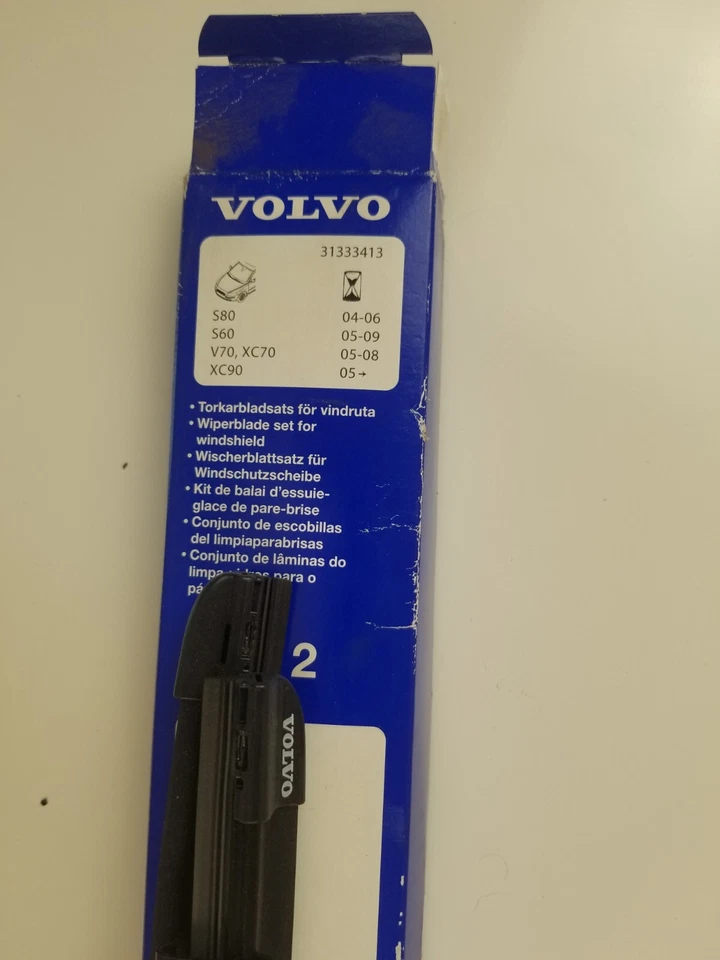 VOLVO
31333413
S80 04-06
S60 05-09
V70, XC70 05-08
XC90 05→
• Torkarbladsats för vindruta
• Wiperblade set for
windshield
• Wischerblattsatz für
Windschutzscheibe
• Kit de balai d'essuie-
glace de pare-brise
• Conjunto de escobillas
del limpiaparabrisas
• Conjunto de lâminas do
para o
2
VOLVO